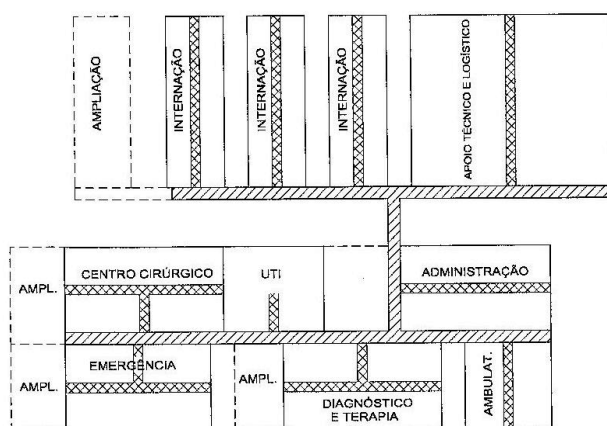 AMPLIAÇÃO
INTERNAÇÃO
INTERNAÇÃO
INTERNAÇÃO
APOIO TÉCNICO E LOGÍSTICO
CENTRO CIRÚRGICO
UTI
ADMINISTRAÇÃO
AMPL.
EMERGÊNCIA
AMPL.
AMPL.
DIAGNÓSTICO
E TERAPIA
AMBULAT.